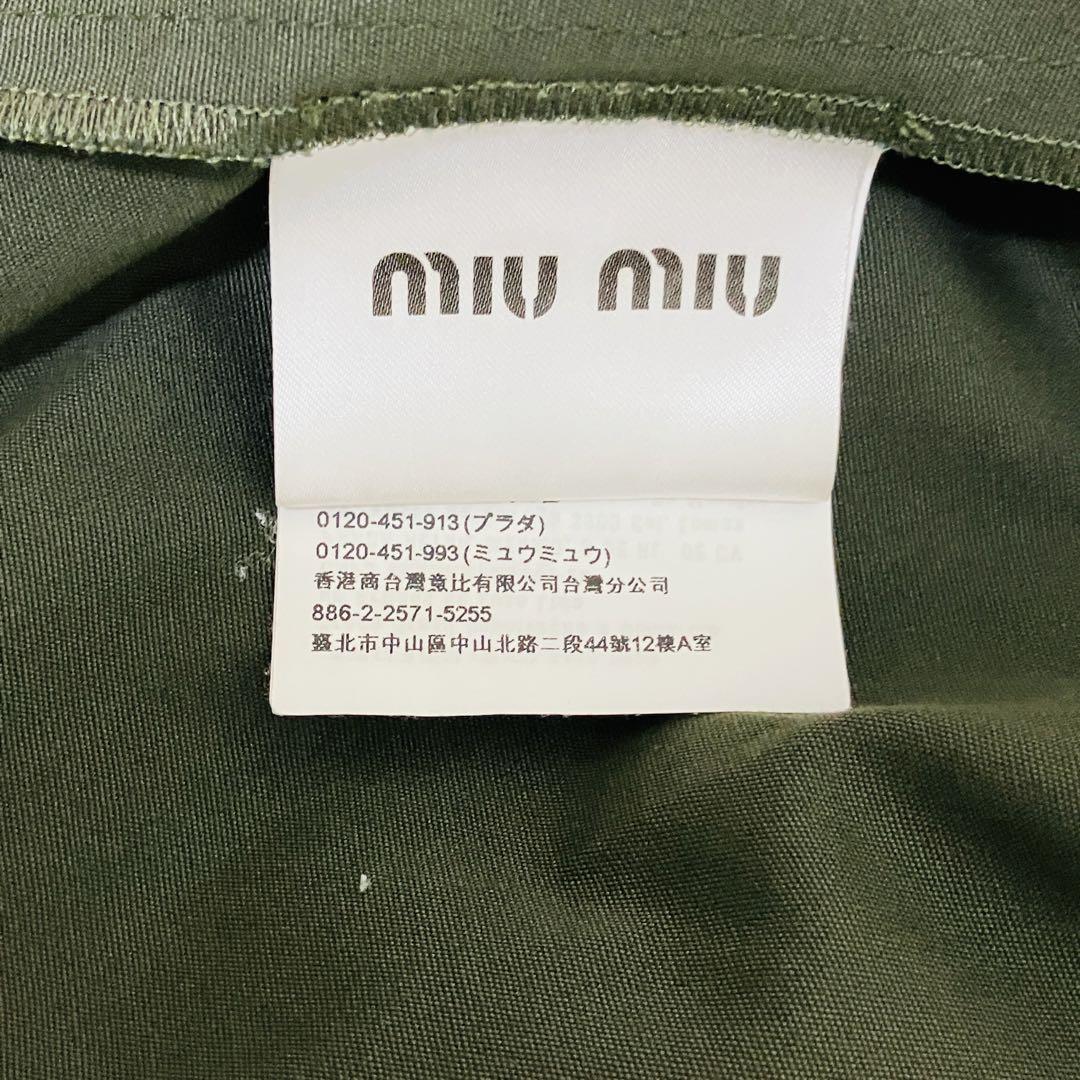 miu miu
0120-451-913(プラダ)
0120-451-993(ミュウミュウ)
香港商台灣意比有限公司台灣分公司
886-2-2571-5255
臺北市中山區中山北路二段44號12樓A室